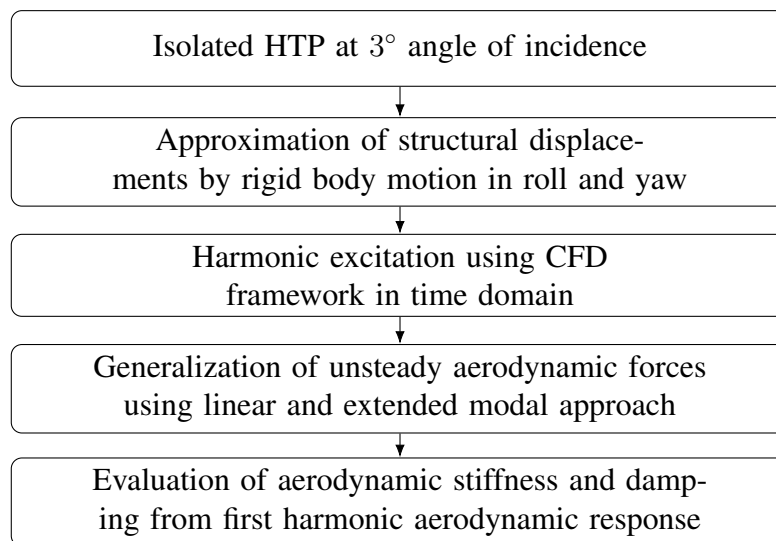 Isolated HTP at 3° angle of incidence
Approximation of structural displace-
ments by rigid body motion in roll and yaw
Harmonic excitation using CFD
framework in time domain
Generalization of unsteady aerodynamic forces
using linear and extended modal approach
Evaluation of aerodynamic stiffness and damp-
ing from first harmonic aerodynamic response